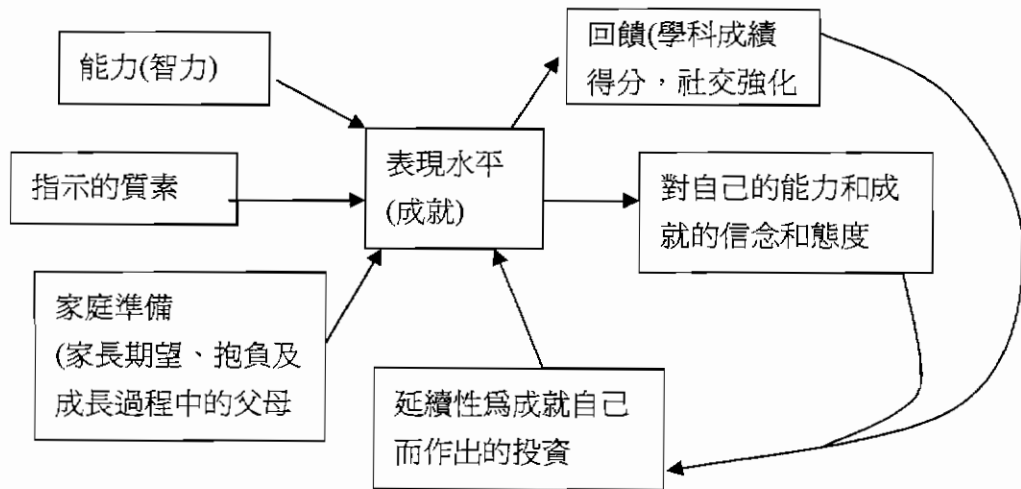 能力(智力)
回饋(學科成績
得分，社交強化
指示的質素
表現水平
(成就)
對自己的能力和成
就的信念和態度
家庭準備
(家長期望、抱負及
成長過程中的父母
延續性為成就自己
而作出的投資